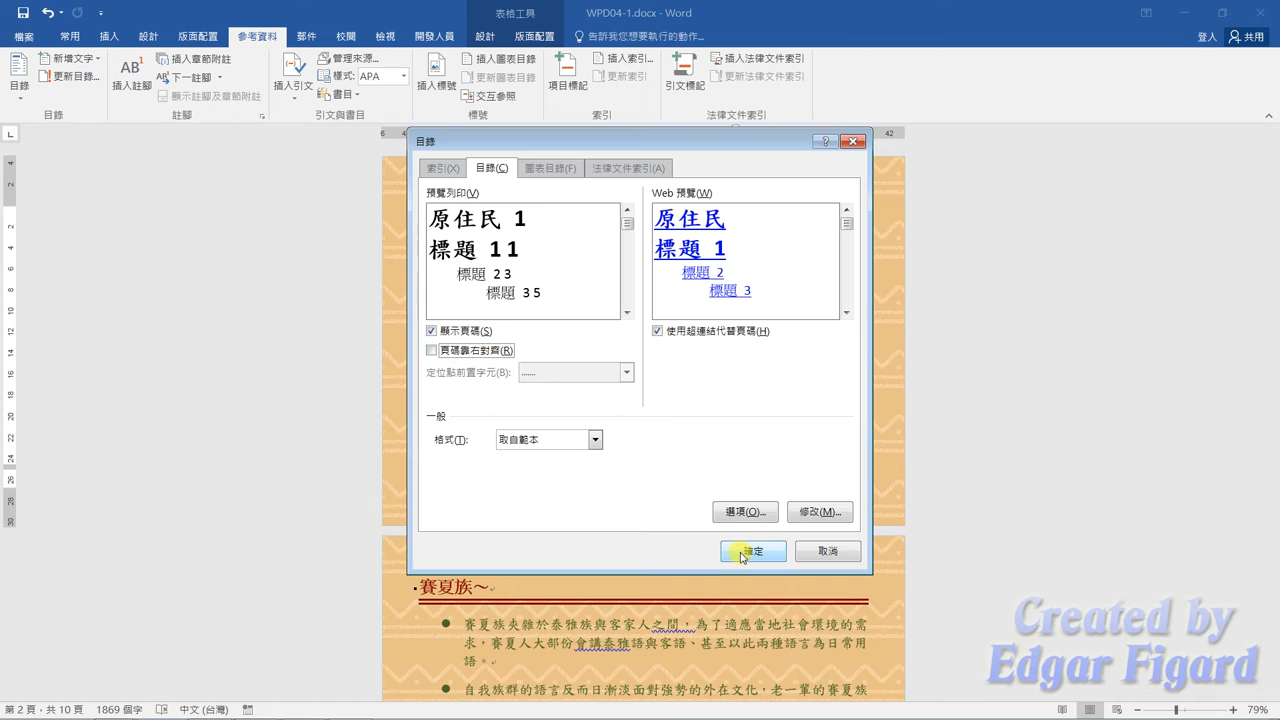 表格工具
WPD04-1.docx - Word
檔案 常用 插入 設計 版面配置 參考資料 郵件 校閱 檢視 開發人員 設計 版面配置 告訴我您想要執行的動作... 登入 共用
目錄
新增文字
更新目錄...
目錄
AB¹
插入註腳
插入章節附註
下一註腳
顯示註腳及章節附註
註腳
插入引文
管理來源...
樣式: APA
書目
引文與書目
插入標號
插入圖表目錄
更新圖表目錄
交互參照
標號
項目標記
插入索引...
更新索引
索引
引文標記
插入法律文件索引
更新法律文件索引
法律文件索引
目錄
索引(X) 目錄(C) 圖表目錄(F) 法律文件索引(A)
預覽列印(V)
原住民 1
標題 1 1
標題 2 3
標題 3 5
顯示頁碼(S)
頁碼靠右對齊(R)
定位點前置字元(B): .......
Web 預覽(W)
原住民
標題 1
標題 2
標題 3
使用超連結代替頁碼(H)
一般
格式(T): 取自範本
選項(O)... 修改(M)...
確定 取消
賽夏族～
賽夏族夾雜於泰雅族與客家人之間，為了適應當地社會環境的需
求，賽夏人大部份會議泰雅語與客語、甚至以此兩種語言為日常用
語。
自我族群的語言反而日漸淡面對強勢的外在文化，老一輩的賽夏族
Created by
Edgar Figard
第 2 頁，共 10 頁 1869 個字 中文 (台灣) 79%